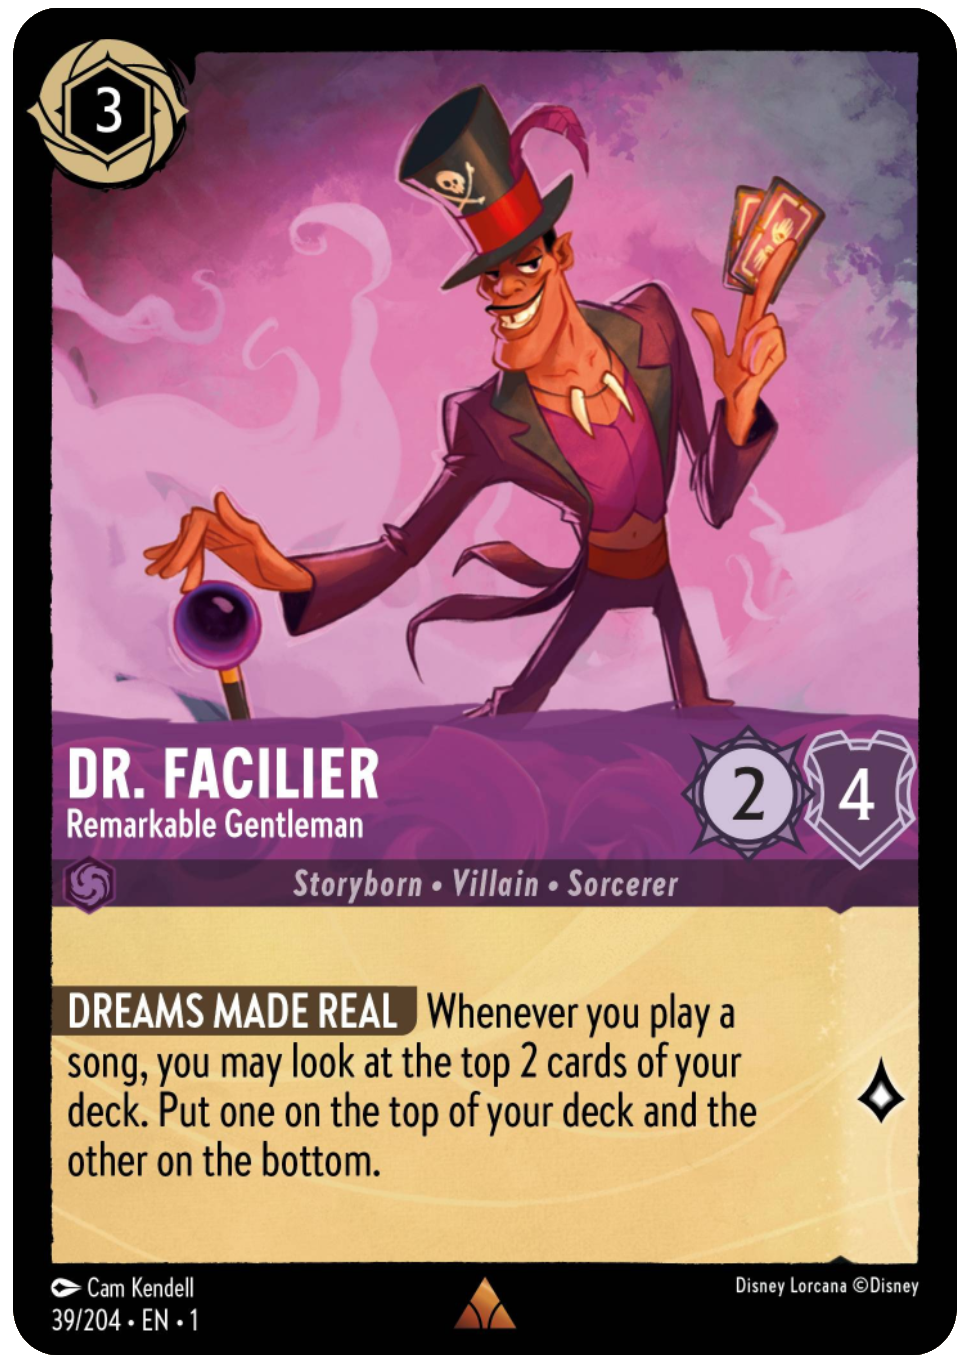 3
DR. FACILIER
Remarkable Gentleman
2
4
Storyborn • Villain • Sorcerer
DREAMS MADE REAL Whenever you play a
song, you may look at the top 2 cards of your
deck. Put one on the top of your deck and the
other on the bottom.
Cam Kendell
Disney Lorcana ©Disney
39/204 • EN • 1